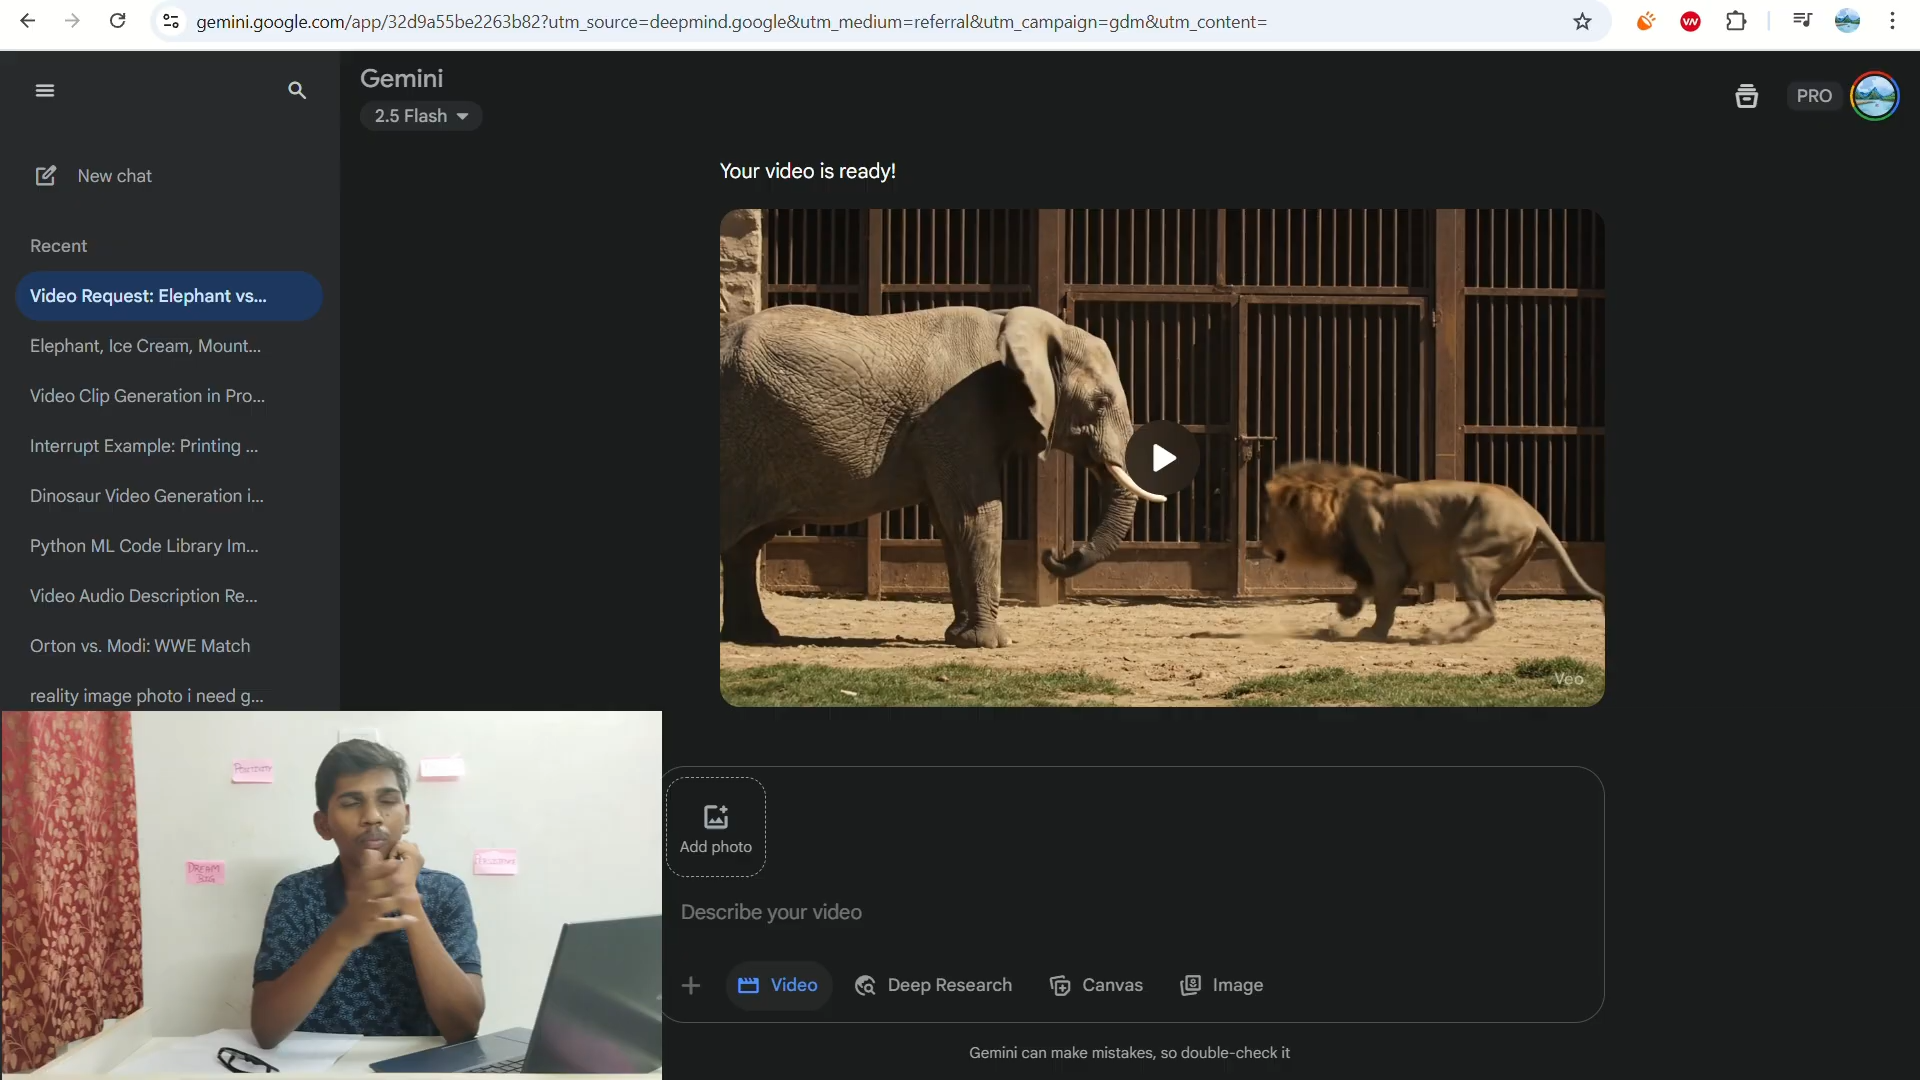 gemini.google.com/app/32d9a55be2263b82?utm_source=deepmind.google&utm_medium=referral&utm_campaign=gdm&utm_content=
Gemini
2.5 Flash
PRO
New chat
Recent
Video Request: Elephant vs...
Elephant, Ice Cream, Mount...
Video Clip Generation in Pro...
Interrupt Example: Printing ...
Dinosaur Video Generation i...
Python ML Code Library Im...
Video Audio Description Re...
Orton vs. Modi: WWE Match
reality image photo i need g...
Your video is ready!
Veo
POSITIVITY
DREAM
BIG
Add photo
Describe your video
Video
Deep Research
Canvas
Image
Gemini can make mistakes, so double-check it